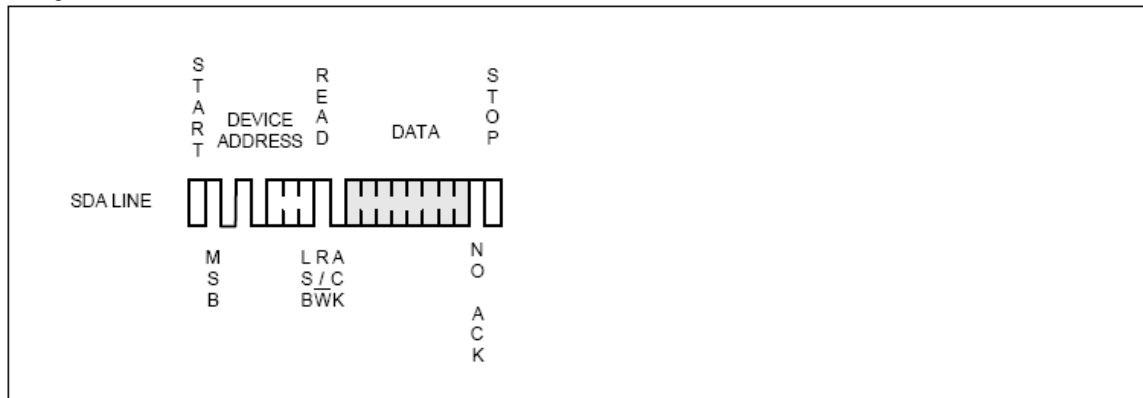 START
DEVICE
ADDRESS
READ
DATA
STOP
SDA LINE
MSB
LSB
R/W
ACK
NO ACK